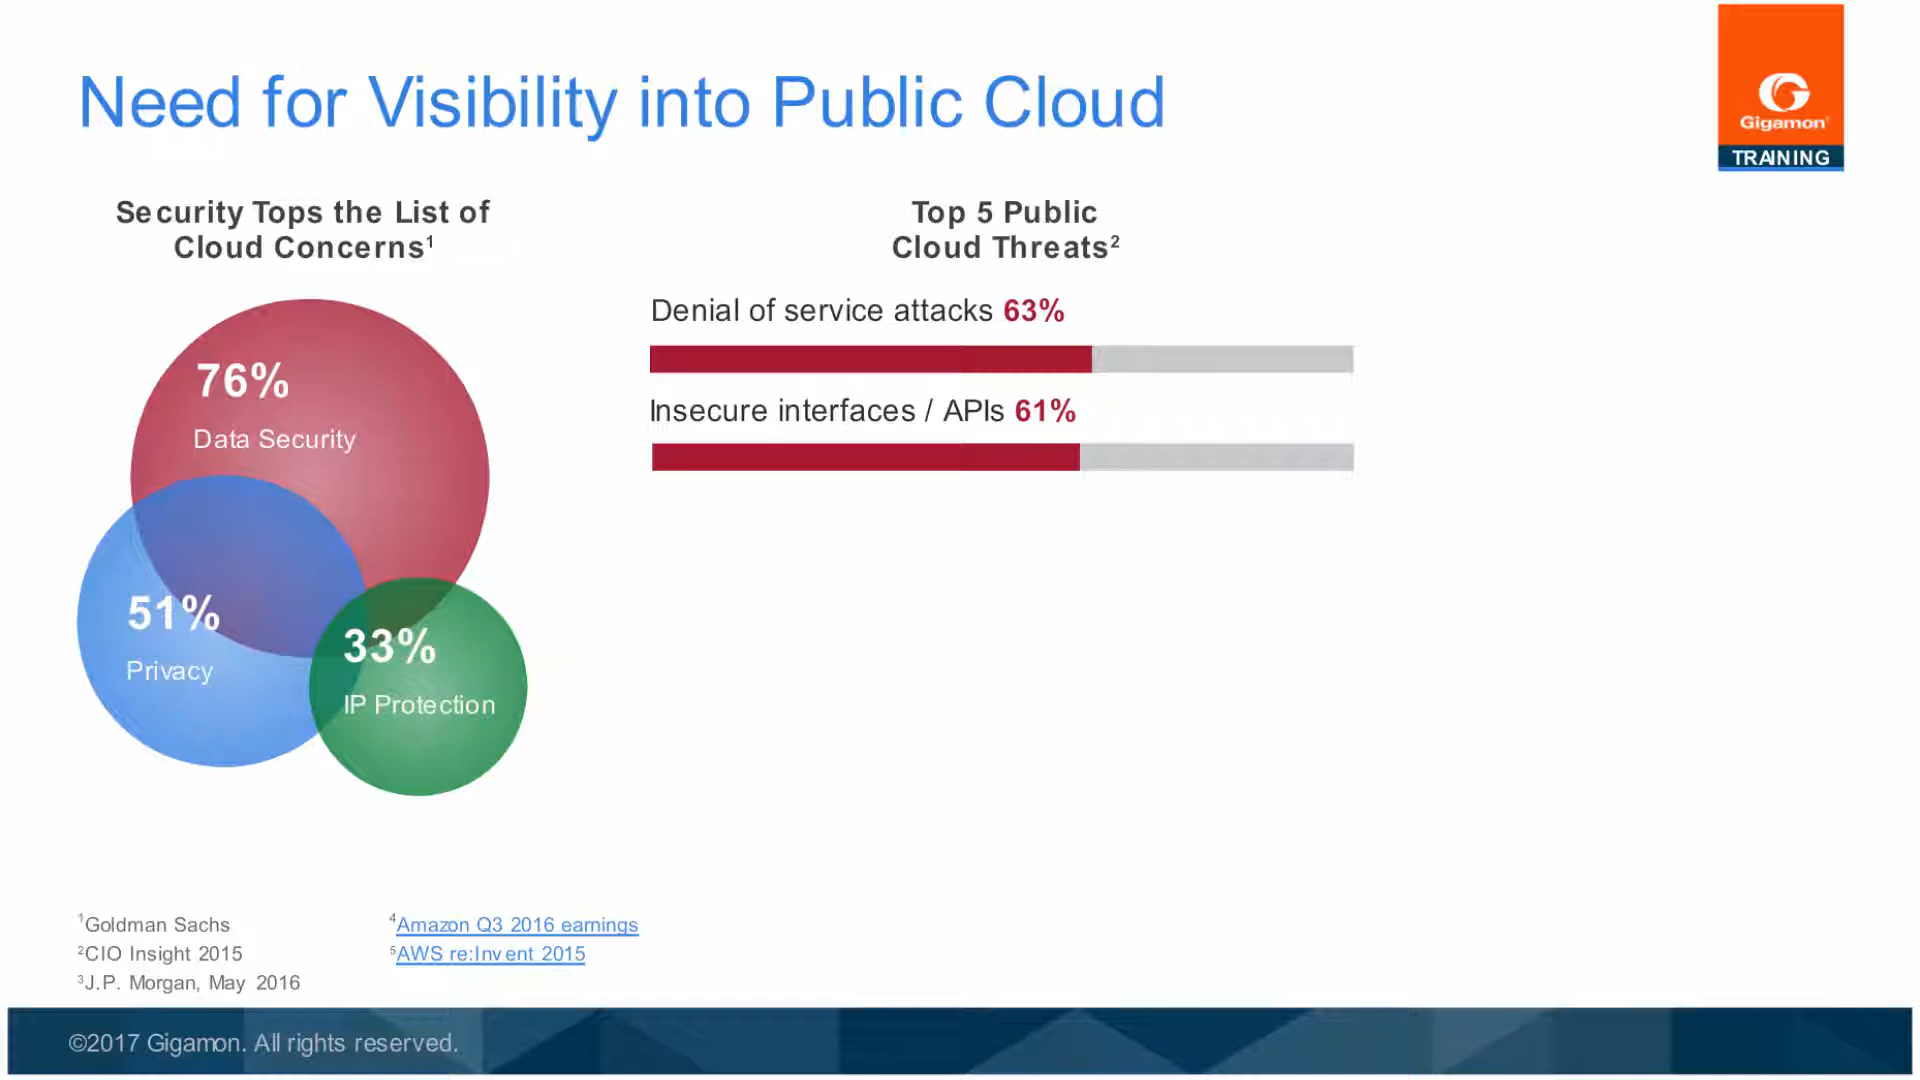 Need for Visibility into Public Cloud
Gigamon®
TRAINING
Security Tops the List of
Cloud Concerns¹
76%
Data Security
51%
Privacy
33%
IP Protection
Top 5 Public
Cloud Threats²
Denial of service attacks 63%
Insecure interfaces / APIs 61%
¹Goldman Sachs
²CIO Insight 2015
³J.P. Morgan, May 2016
⁴Amazon Q3 2016 earnings
⁵AWS re:Invent 2015
©2017 Gigamon. All rights reserved.